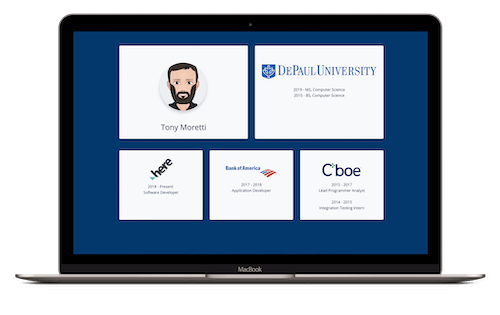 Tony Moretti
DEPAUL UNIVERSITY
2019 - MS, Computer Science
2015 - BS, Computer Science
here
2018 - Present
Software Developer
Bank of America
2017 - 2018
Application Developer
Cboe
2015 - 2017
Lead Programmer Analyst
2014 - 2015
Integration Testing Intern
MacBook